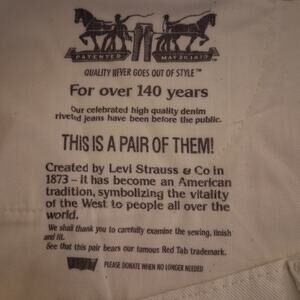 PATENTED MAY 20 1873
QUALITY NEVER GOES OUT OF STYLE™
For over 140 years
Our celebrated high quality denim
riveted jeans have been before the public.
THIS IS A PAIR OF THEM!
Created by Levi Strauss & Co in
1873 - it has become an American
tradition, symbolizing the vitality
of the West to people all over the
world.
We shall thank you to carefully examine the sewing, finish
and fit.
See that this pair bears our famous Red Tab trademark.
PLEASE DONATE WHEN NO LONGER NEEDED